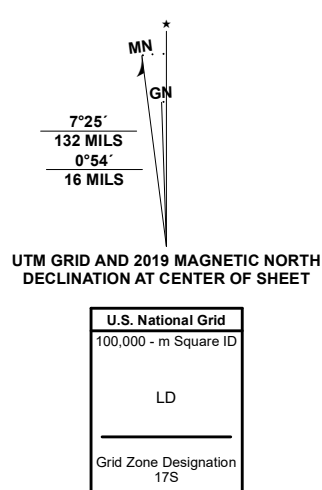 MN
GN
7°25´
132 MILS
0°54´
16 MILS
UTM GRID AND 2019 MAGNETIC NORTH
DECLINATION AT CENTER OF SHEET
U.S. National Grid
100,000 - m Square ID
LD
Grid Zone Designation
17S